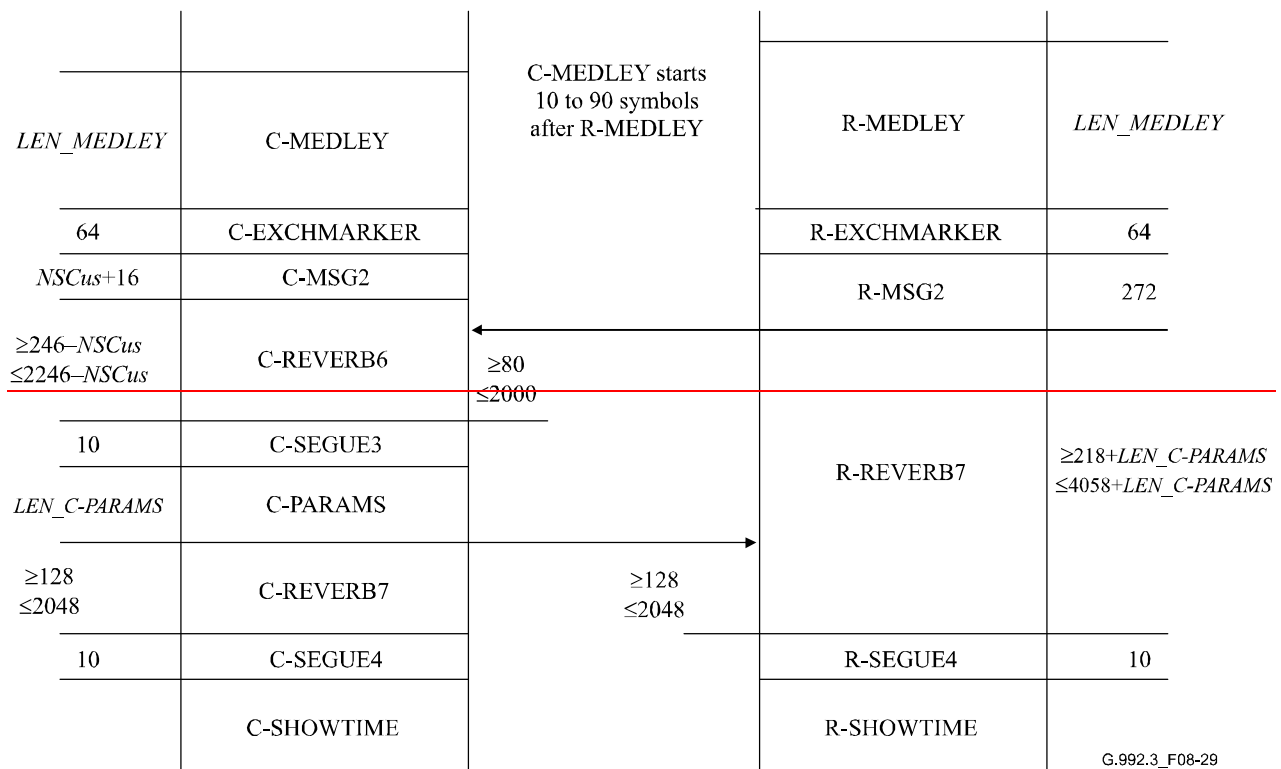 C-MEDLEY starts
10 to 90 symbols
after R-MEDLEY
LEN_MEDLEY C-MEDLEY R-MEDLEY LEN_MEDLEY
64 C-EXCHMARKER R-EXCHMARKER 64
NSCus+16 C-MSG2 R-MSG2 272
≥246–NSCus
≤2246–NSCus
C-REVERB6
≥80
≤2000
10 C-SEGUE3
R-REVERB7
≥218+LEN_C-PARAMS
≤4058+LEN_C-PARAMS
LEN_C-PARAMS C-PARAMS
≥128
≤2048
C-REVERB7
≥128
≤2048
10 C-SEGUE4 R-SEGUE4 10
C-SHOWTIME R-SHOWTIME
G.992.3_F08-29